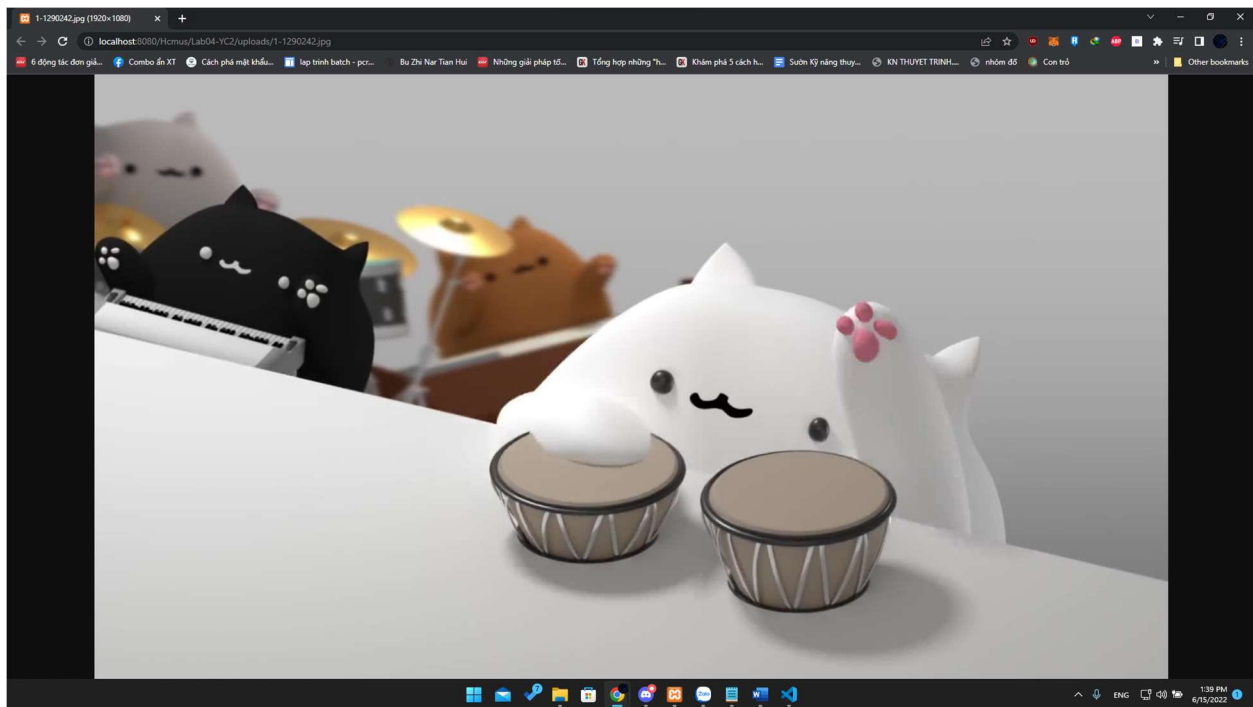 1-1290242.jpg (1920×1080)
localhost:8080/Hcmus/Lab04-YC2/uploads/1-1290242.jpg
6 động tác đơn giả... Combo ẩn XT Cách phá mật khẩu... lap trinh batch - pcr... Bu Zhi Nar Tian Hui Những giải pháp tố... Tổng hợp những "h... Khám phá 5 cách h... Sườn Kỹ năng thuy... KN THUYET TRINH.... nhóm đồ Con trỏ » Other bookmarks
ENG 1:39 PM
6/15/2022